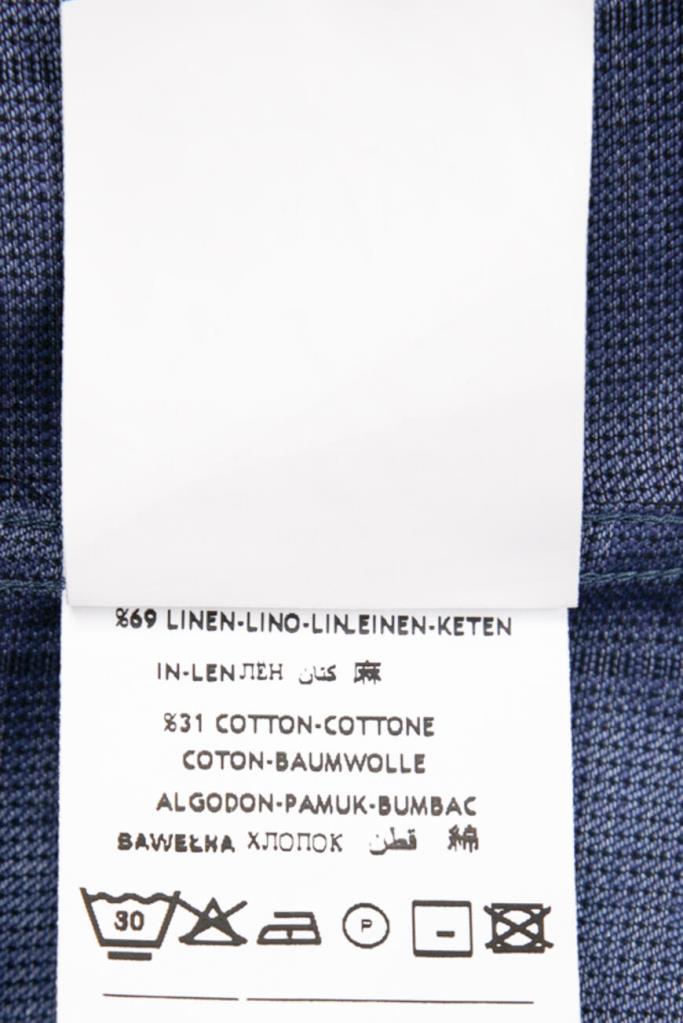 %69 LINEN-LINO-LIN.LEINEN-KETEN
IN-LEN ЛЁН كتان 麻
%31 COTTON-COTTONE
COTON-BAUMWOLLE
ALGODON-PAMUK-BUMBAC
BAWEŁNA ХЛОПОК قطن 綿
30
P